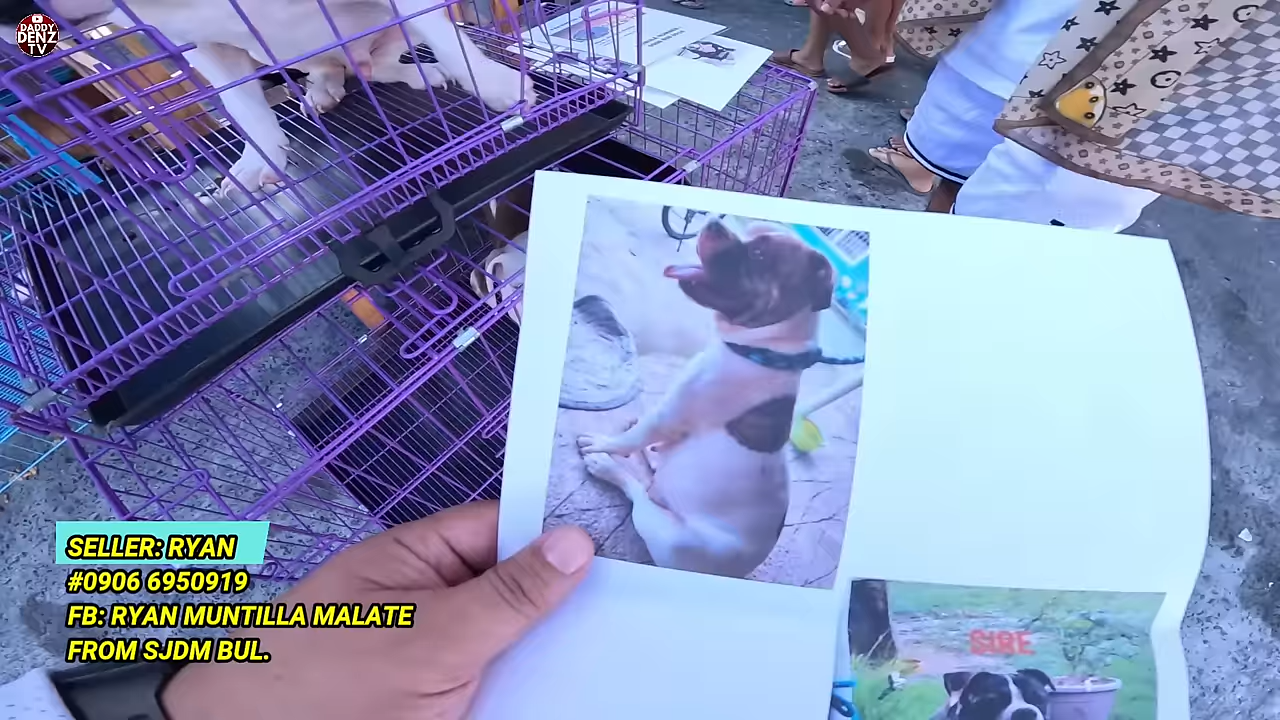 DADDY
DENZ
TV
SELLER: RYAN
#0906 6950919
FB: RYAN MUNTILLA MALATE
FROM SJDM BUL.
SIRE